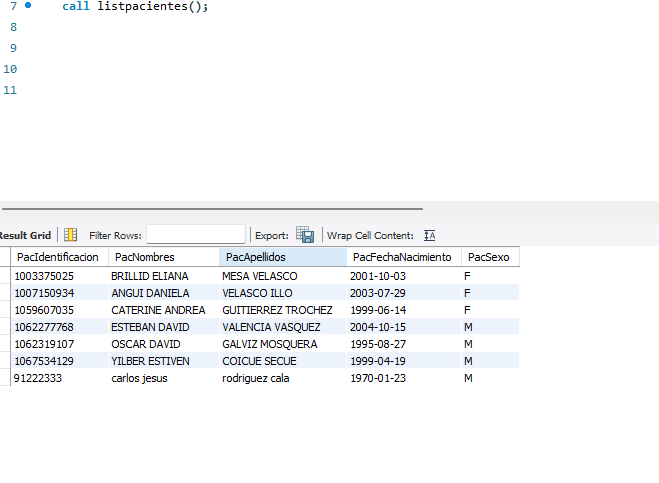 7 call listpacientes();
8
9
10
11
Result Grid Filter Rows: Export: Wrap Cell Content:
PacIdentificacion PacNombres PacApellidos PacFechaNacimiento PacSexo
1003375025 BRILLID ELIANA MESA VELASCO 2001-10-03 F
1007150934 ANGUI DANIELA VELASCO ILLO 2003-07-29 F
1059607035 CATERINE ANDREA GUITIERREZ TROCHEZ 1999-06-14 F
1062277768 ESTEBAN DAVID VALENCIA VASQUEZ 2004-10-15 M
1062319107 OSCAR DAVID GALVIZ MOSQUERA 1995-08-27 M
1067534129 YILBER ESTIVEN COICUE SECUE 1999-04-19 M
91222333 carlos jesus rodriguez cala 1970-01-23 M